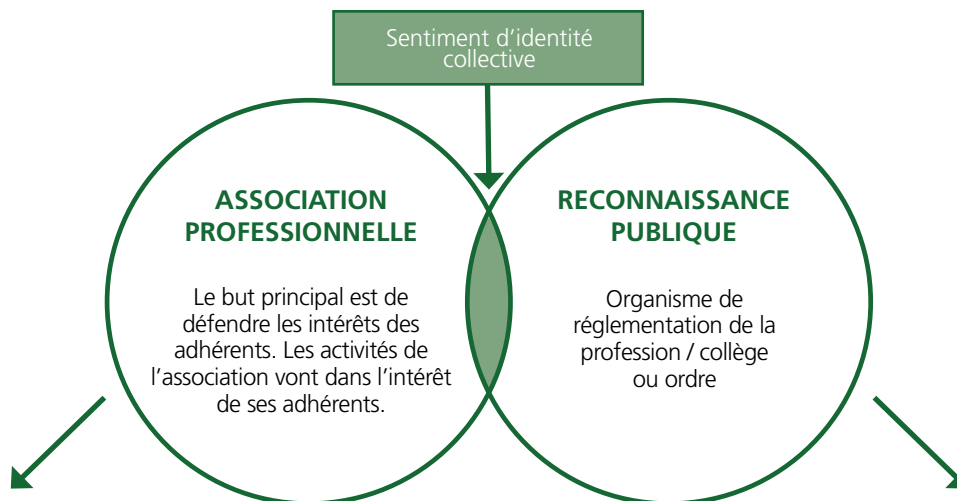 Sentiment d’identité
collective
ASSOCIATION
PROFESSIONNELLE
Le but principal est de
défendre les intérêts des
adhérents. Les activités de
l’association vont dans l’intérêt
de ses adhérents.
RECONNAISSANCE
PUBLIQUE
Organisme de
réglementation de la
profession / collège
ou ordre